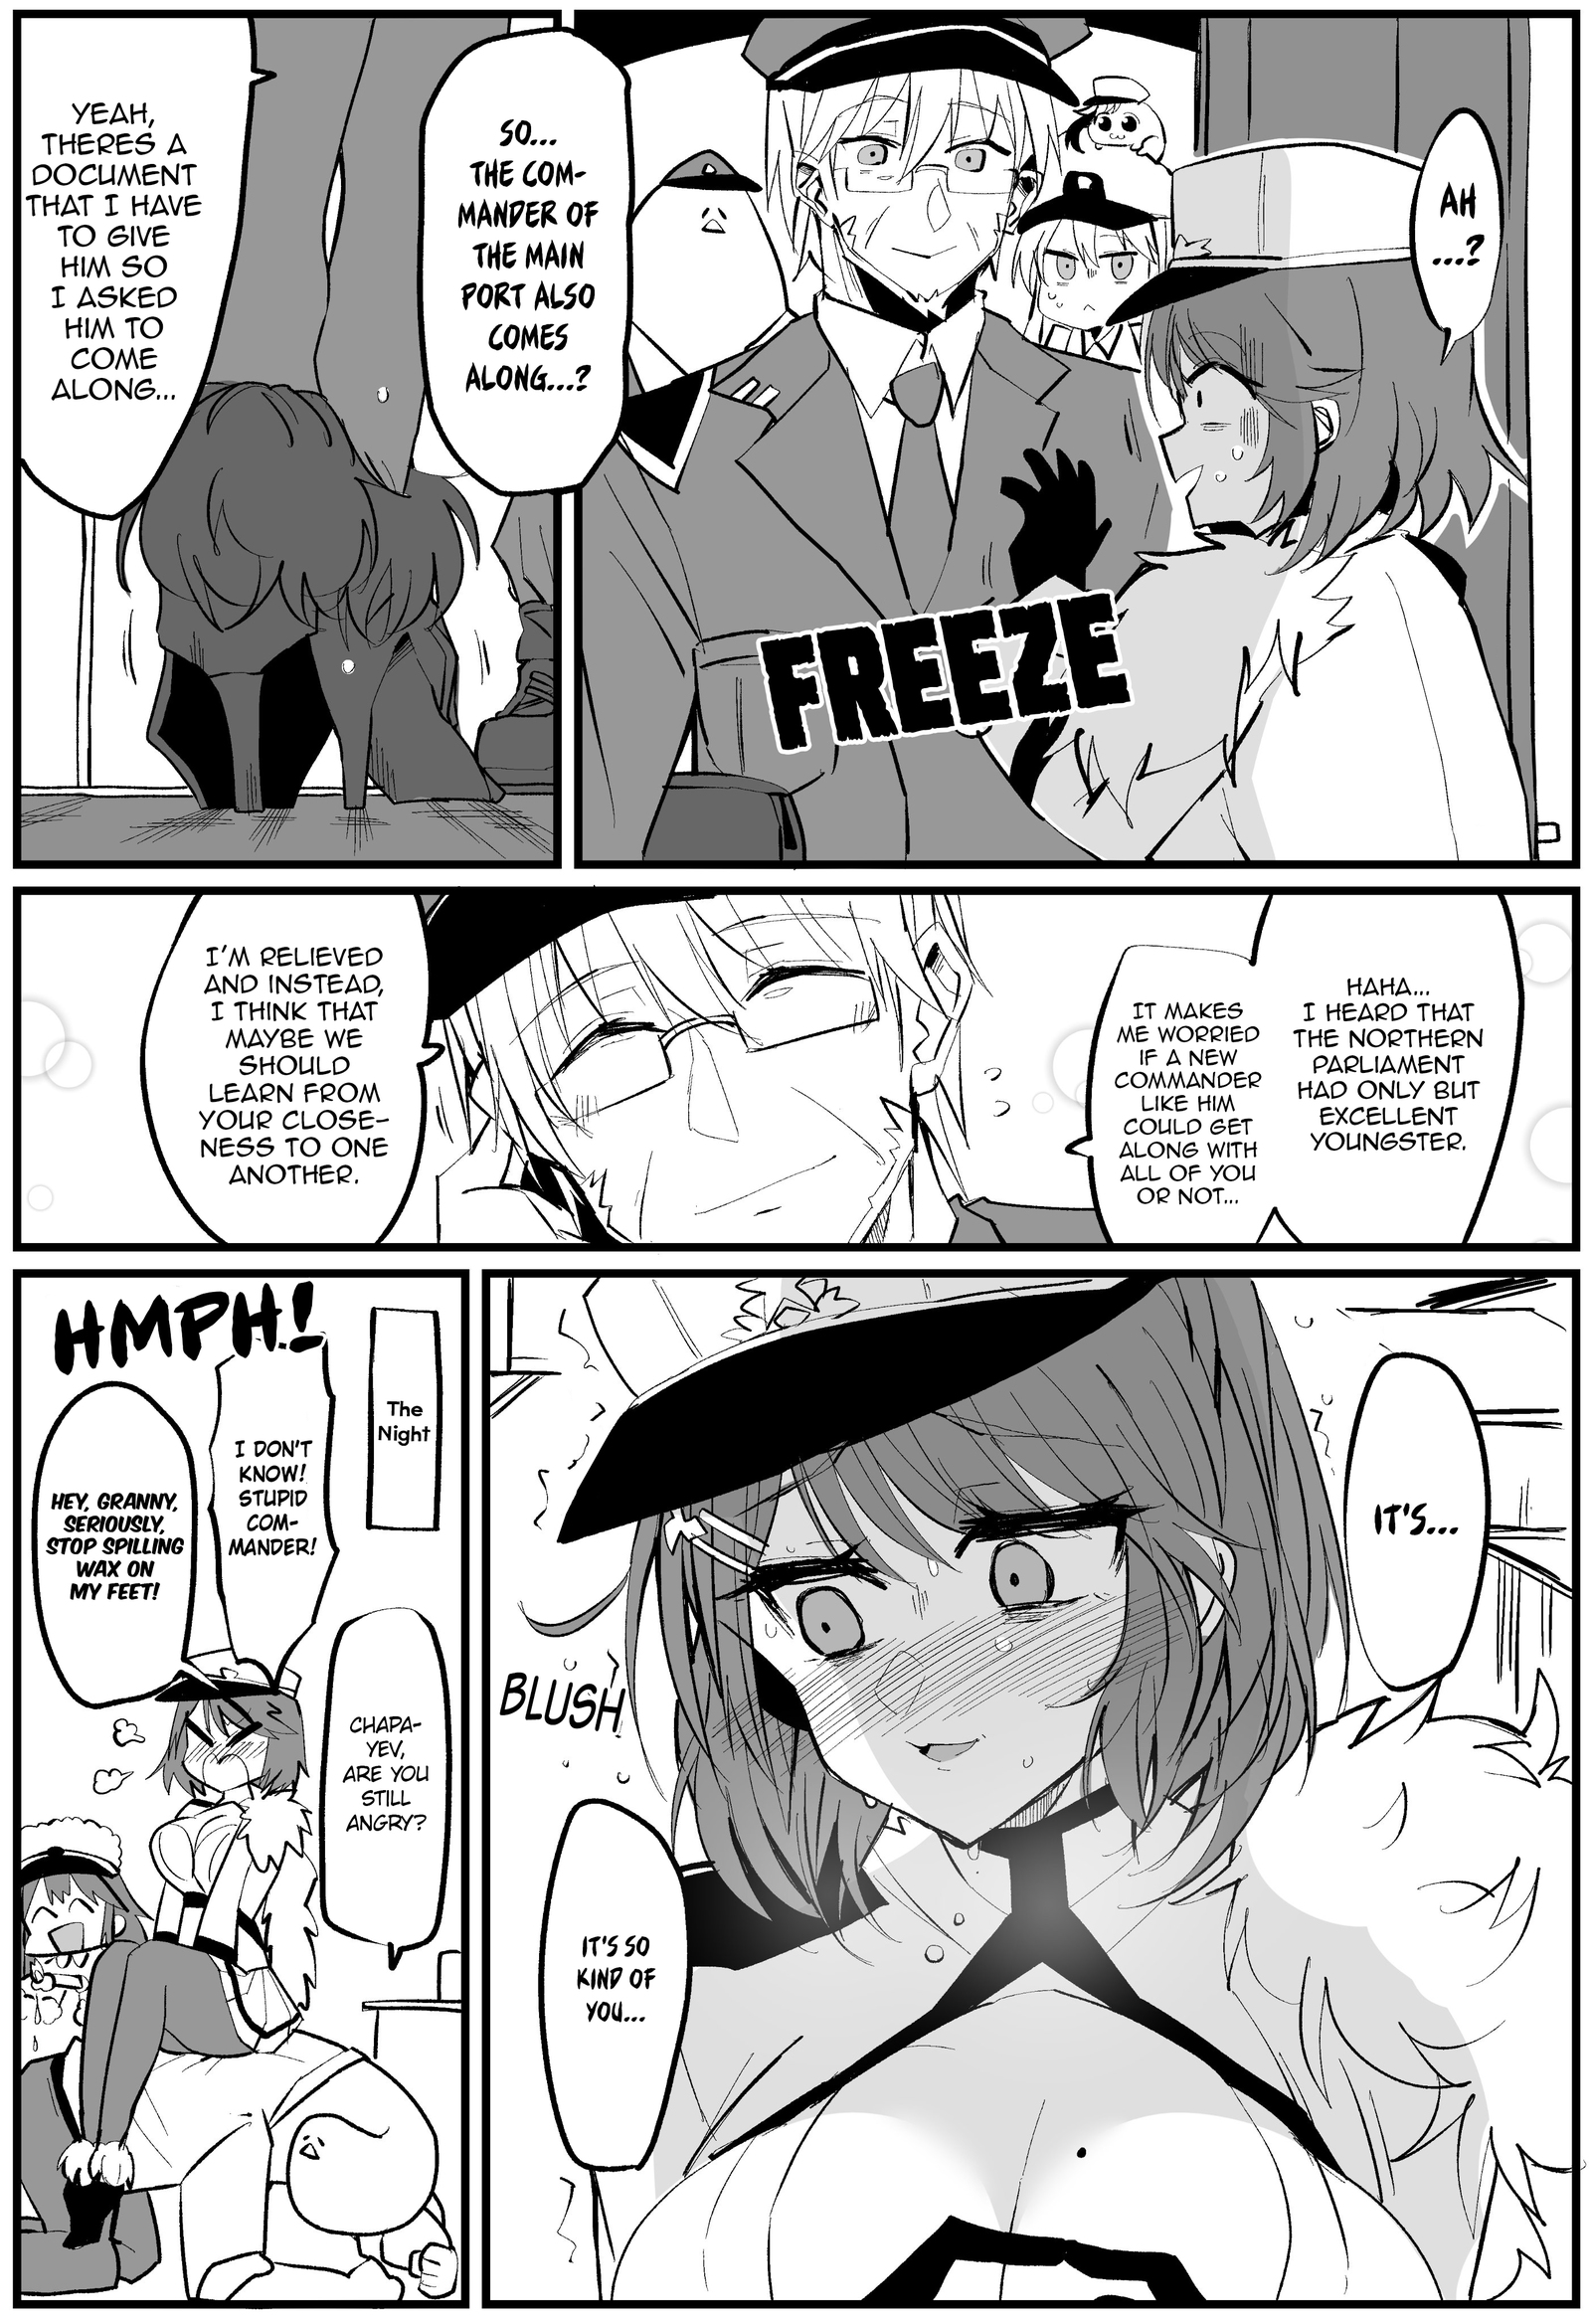 AH
...?
FREEZE
SO...
THE COM-
MANDER OF
THE MAIN
PORT ALSO
COMES
ALONG...?
YEAH,
THERES A
DOCUMENT
THAT I HAVE
TO GIVE
HIM SO
I ASKED
HIM TO
COME
ALONG...
HAHA...
I HEARD THAT
THE NORTHERN
PARLIAMENT
HAD ONLY BUT
EXCELLENT
YOUNGSTER.
IT MAKES
ME WORRIED
IF A NEW
COMMANDER
LIKE HIM
COULD GET
ALONG WITH
ALL OF YOU
OR NOT...
I'M RELIEVED
AND INSTEAD,
I THINK THAT
MAYBE WE
SHOULD
LEARN FROM
YOUR CLOSE-
NESS TO ONE
ANOTHER.
IT'S...
BLUSH
IT'S SO
KIND OF
YOU...
The
Night
HMPH!
I DON'T
KNOW!
STUPID
COM-
MANDER!
HEY, GRANNY,
SERIOUSLY,
STOP SPILLING
WAX ON
MY FEET!
CHAPA-
YEV,
ARE YOU
STILL
ANGRY?